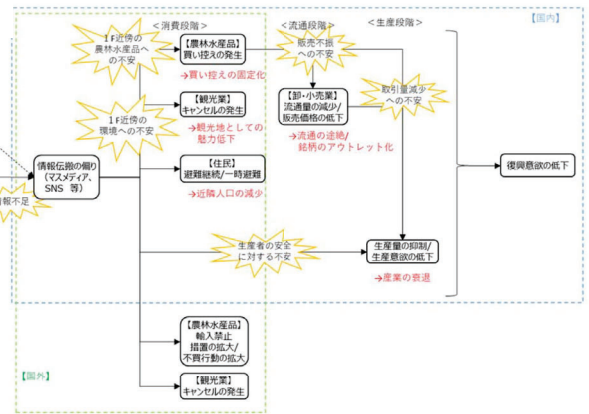 【国内】
＜消費段階＞
＜流通段階＞
＜生産段階＞
１Ｆ近傍の
農林水産品へ
の不安
【農林水産品】
買い控えの発生
→買い控えの固定化
販売不振
への不安
１Ｆ近傍の
環境への不安
【観光業】
キャンセルの発生
→観光地としての
魅力低下
【卸・小売業】
流通量の減少/
販売価格の低下
→流通の途絶/
銘柄のアウトレット化
取引量減少
への不安
情報伝搬の偏り
（マスメディア、
SNS 等）
報不足
【住民】
避難継続/一時避難
→近隣人口の減少
復興意欲の低下
生産者の安全
に対する不安
生産量の抑制/
生産意欲の低下
→産業の衰退
【農林水産品】
輸入禁止
措置の拡大/
不買行動の拡大
【観光業】
キャンセルの発生
【国外】